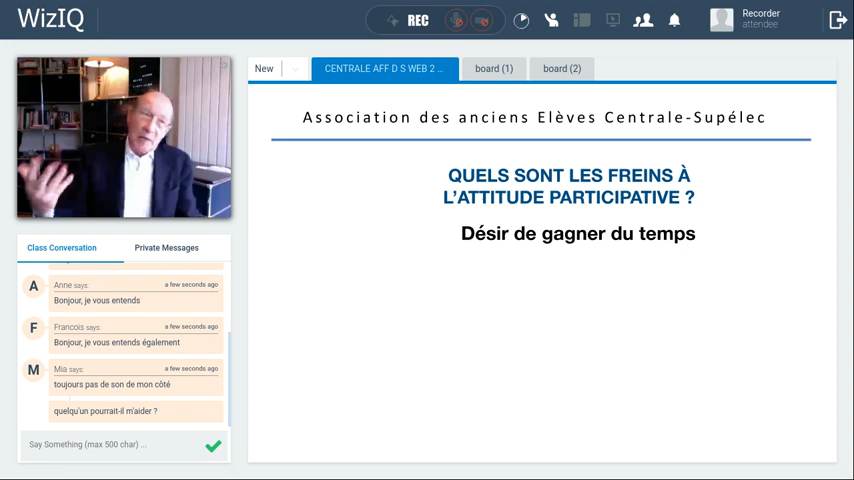 WizIQ
REC
Recorder
attendee
New
CENTRALE AFF D S WEB 2 ...
board (1)
board (2)
Association des anciens Elèves Centrale-Supélec
QUELS SONT LES FREINS À
L'ATTITUDE PARTICIPATIVE ?
Désir de gagner du temps
Class Conversation
Private Messages
A
Anne says:
a few seconds ago
Bonjour, je vous entends
F
Francois says:
a few seconds ago
Bonjour, je vous entends également
M
Mia says:
a few seconds ago
toujours pas de son de mon côté
quelqu'un pourrait-il m'aider ?
Say Something (max 500 char) ...